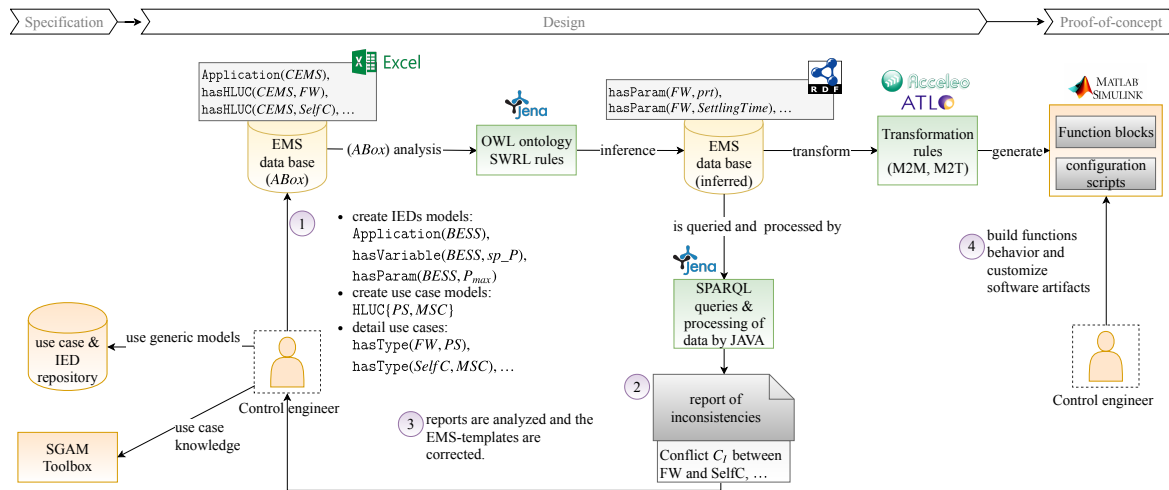 Specification
Design
Proof-of-concept
Application(CEMS),
hasHLUC(CEMS, FW),
hasHLUC(CEMS, SelfC), …
Excel
EMS
data base
(ABox)
(ABox) analysis
jena
OWL ontology
SWRL rules
inference
hasParam(FW, prt),
hasParam(FW, SettlingTime), …
RDF
EMS
data base
(inferred)
transform
Acceleo
ATL
Transformation
rules
(M2M, M2T)
generate
MATLAB
SIMULINK
Function blocks
configuration
scripts
1
• create IEDs models:
Application(BESS),
hasVariable(BESS, sp_P),
hasParam(BESS, Pmax)
• create use case models:
HLUC{PS, MSC}
• detail use cases:
hasType(FW, PS),
hasType(SelfC, MSC), …
is queried and processed by
jena
SPARQL
queries &
processing of
data by JAVA
4
build functions
behavior and
customize
software artifacts
use case &
IED
repository
use generic models
Control engineer
use case
knowledge
SGAM
Toolbox
2
report of
inconsistencies
Conflict CI between
FW and SelfC, …
3
reports are analyzed and the
EMS-templates are
corrected.
Control engineer